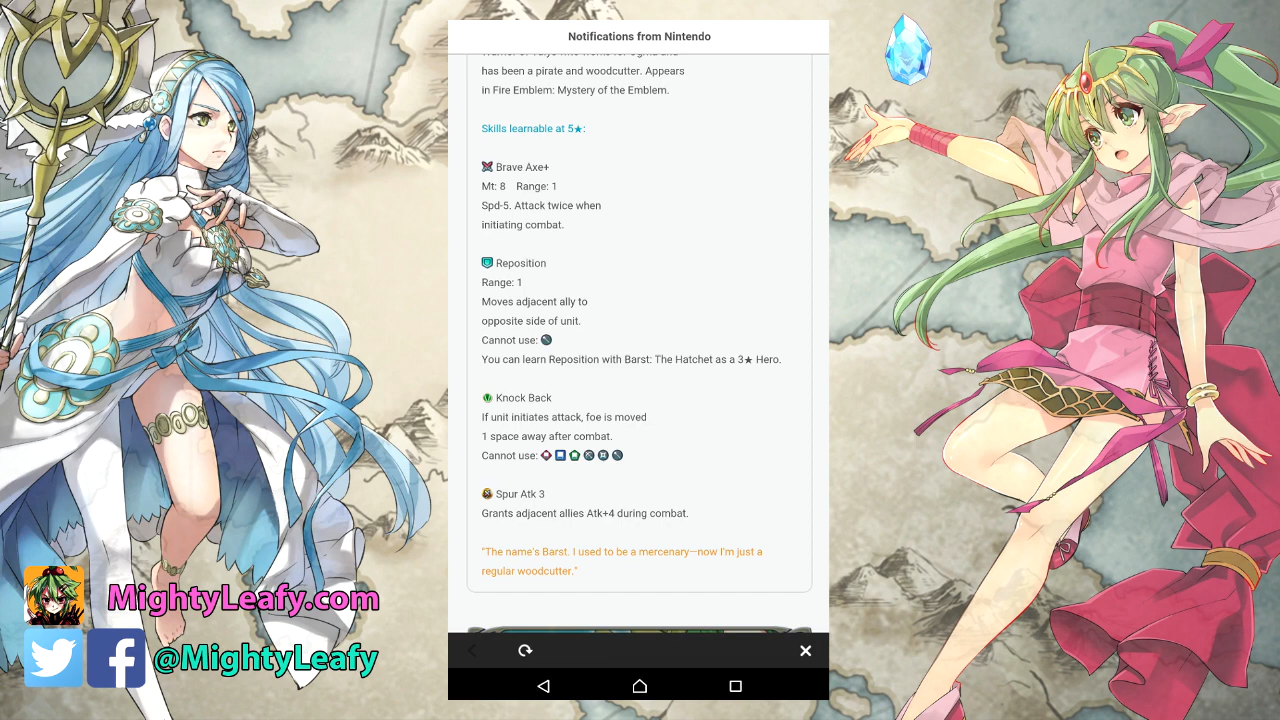 Notifications from Nintendo
has been a pirate and woodcutter. Appears
in Fire Emblem: Mystery of the Emblem.
Skills learnable at 5★:
Brave Axe+
Mt: 8 Range: 1
Spd-5. Attack twice when
initiating combat.
Reposition
Range: 1
Moves adjacent ally to
opposite side of unit.
Cannot use:
You can learn Reposition with Barst: The Hatchet as a 3★ Hero.
Knock Back
If unit initiates attack, foe is moved
1 space away after combat.
Cannot use:
Spur Atk 3
Grants adjacent allies Atk+4 during combat.
"The name's Barst. I used to be a mercenary—now I'm just a
regular woodcutter."
MightyLeafy.com
@MightyLeafy